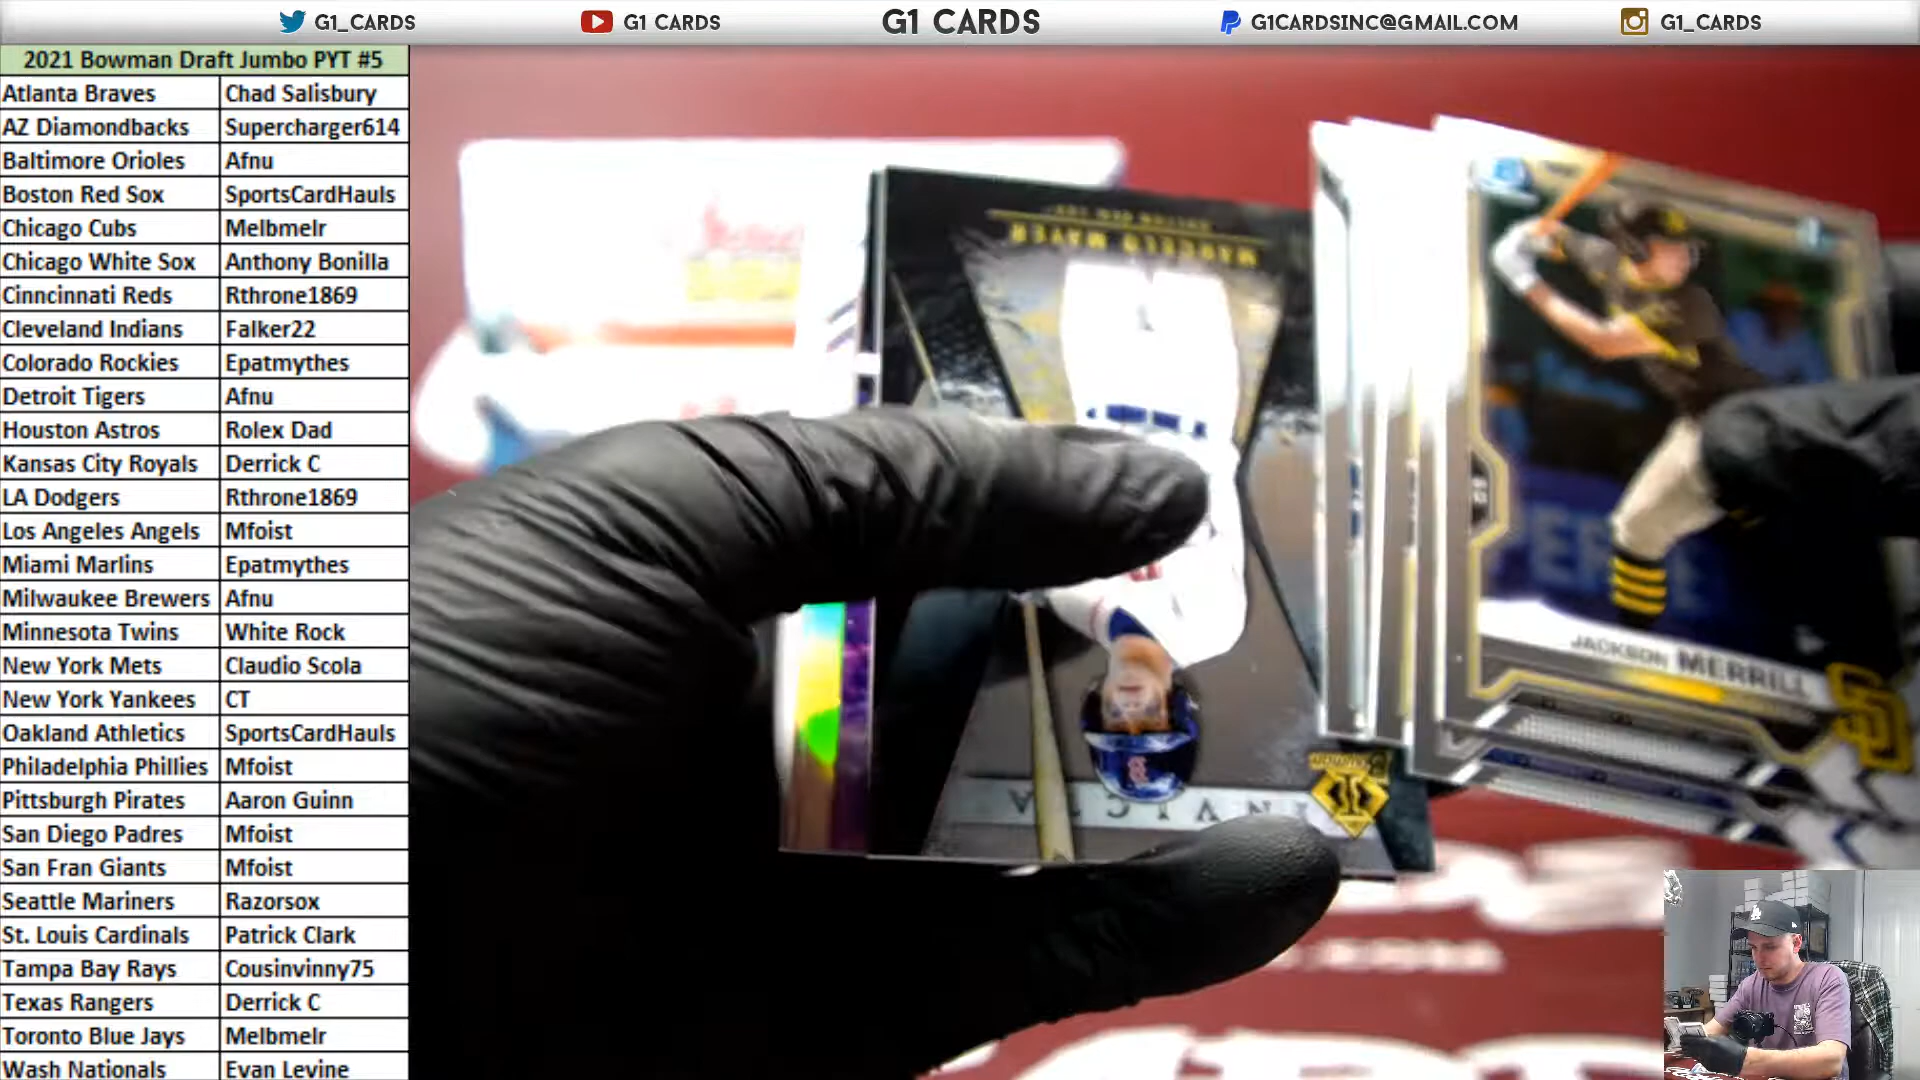 G1_CARDS
G1 CARDS
G1 CARDS
G1CARDSINC@GMAIL.COM
G1_CARDS
2021 Bowman Draft Jumbo PYT #5
Atlanta Braves Chad Salisbury
AZ Diamondbacks Supercharger614
Baltimore Orioles Afnu
Boston Red Sox SportsCardHauls
Chicago Cubs Melbmelr
Chicago White Sox Anthony Bonilla
Cinncinnati Reds Rthrone1869
Cleveland Indians Falker22
Colorado Rockies Epatmythes
Detroit Tigers Afnu
Houston Astros Rolex Dad
Kansas City Royals Derrick C
LA Dodgers Rthrone1869
Los Angeles Angels Mfoist
Miami Marlins Epatmythes
Milwaukee Brewers Afnu
Minnesota Twins White Rock
New York Mets Claudio Scola
New York Yankees CT
Oakland Athletics SportsCardHauls
Philadelphia Phillies Mfoist
Pittsburgh Pirates Aaron Guinn
San Diego Padres Mfoist
San Fran Giants Mfoist
Seattle Mariners Razorsox
St. Louis Cardinals Patrick Clark
Tampa Bay Rays Cousinvinny75
Texas Rangers Derrick C
Toronto Blue Jays Melbmelr
Wash Nationals Evan Levine
MARCELO MAYER
INVICTA
JACKSON MERRILL
SD